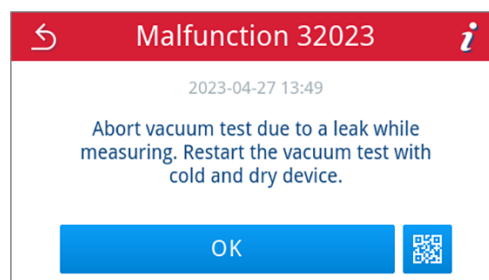 Malfunction 32023
i
2023-04-27 13:49
Abort vacuum test due to a leak while
measuring. Restart the vacuum test with
cold and dry device.
OK